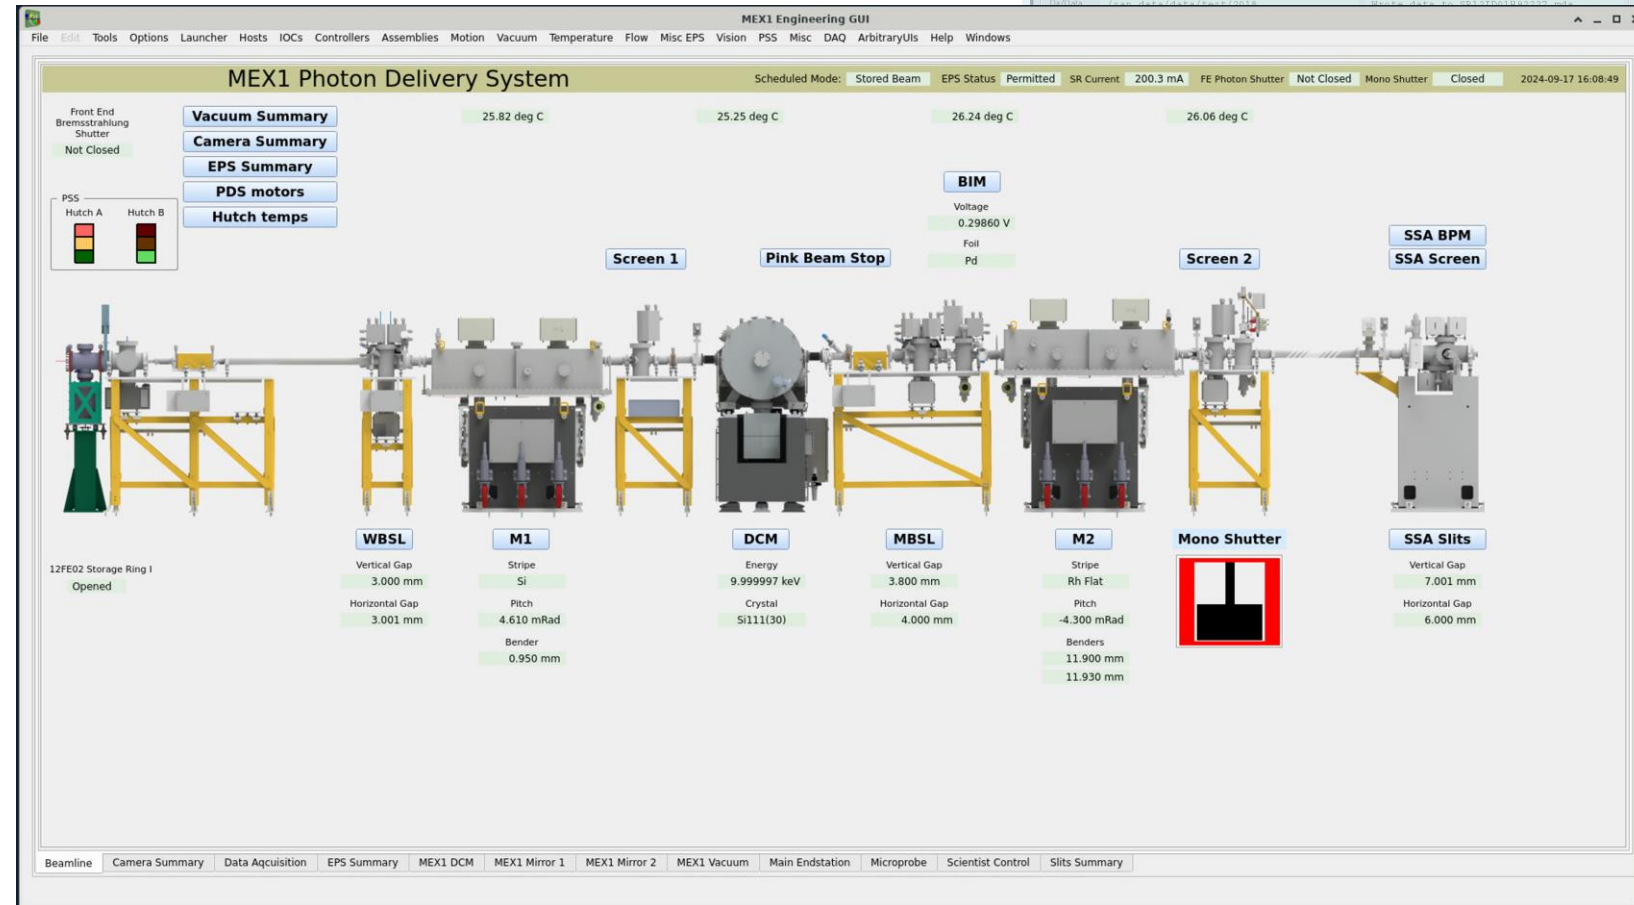 Wrote data to SR12ID01H92227.mda
MEX1 Engineering GUI
File Edit Tools Options Launcher Hosts IOCs Controllers Assemblies Motion Vacuum Temperature Flow Misc EPS Vision PSS Misc DAQ ArbitraryUIs Help Windows
MEX1 Photon Delivery System
Scheduled Mode: Stored Beam EPS Status Permitted SR Current 200.3 mA FE Photon Shutter Not Closed Mono Shutter Closed 2024-09-17 16:08:49
Front End
Bremsstrahlung
Shutter
Not Closed
Vacuum Summary
Camera Summary
EPS Summary
PDS motors
Hutch temps
25.82 deg C 25.25 deg C 26.24 deg C 26.06 deg C
PSS
Hutch A Hutch B
BIM
Voltage
0.29860 V
Foil
Pd
Screen 1
Pink Beam Stop
Screen 2
SSA BPM
SSA Screen
12FE02 Storage Ring I
Opened
WBSL
Vertical Gap
3.000 mm
Horizontal Gap
3.001 mm
M1
Stripe
Si
Pitch
4.610 mRad
Bender
0.950 mm
DCM
Energy
9.999997 keV
Crystal
Si111(30)
MBSL
Vertical Gap
3.800 mm
Horizontal Gap
4.000 mm
M2
Stripe
Rh Flat
Pitch
-4.300 mRad
Benders
11.900 mm
11.930 mm
Mono Shutter
SSA Slits
Vertical Gap
7.001 mm
Horizontal Gap
6.000 mm
Beamline Camera Summary Data Aqcuisition EPS Summary MEX1 DCM MEX1 Mirror 1 MEX1 Mirror 2 MEX1 Vacuum Main Endstation Microprobe Scientist Control Slits Summary